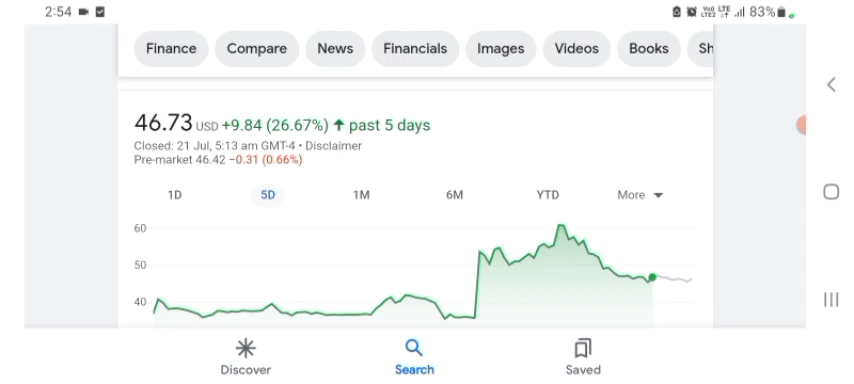 2:54 83%
Finance Compare News Financials Images Videos Books Sh
46.73 USD +9.84 (26.67%) ↑ past 5 days
Closed: 21 Jul, 5:13 am GMT-4 • Disclaimer
Pre-market 46.42 −0.31 (0.66%)
1D 5D 1M 6M YTD More
60
50
40
Discover Search Saved